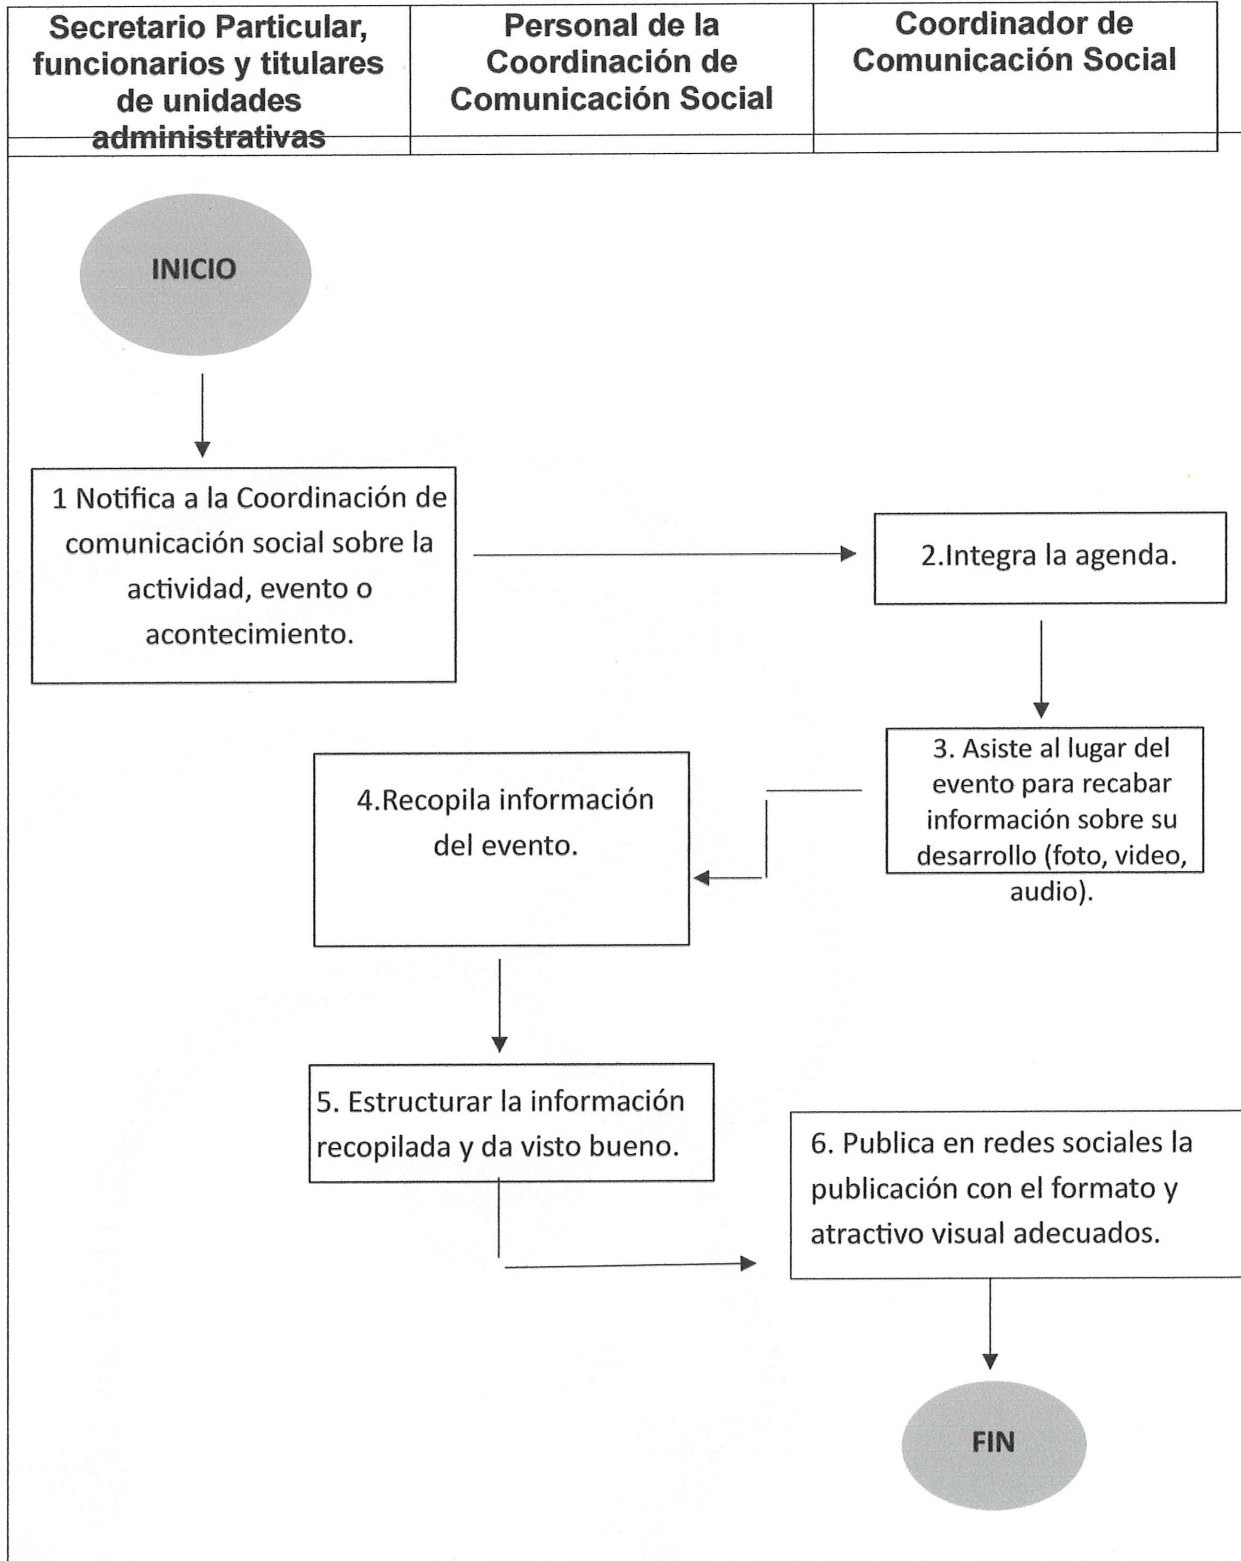 Secretario Particular,
funcionarios y titulares
de unidades
administrativas
Personal de la
Coordinación de
Comunicación Social
Coordinador de
Comunicación Social
INICIO
1 Notifica a la Coordinación de
comunicación social sobre la
actividad, evento o
acontecimiento.
2.Integra la agenda.
3. Asiste al lugar del
evento para recabar
información sobre su
desarrollo (foto, video,
audio).
4.Recopila información
del evento.
5. Estructurar la información
recopilada y da visto bueno.
6. Publica en redes sociales la
publicación con el formato y
atractivo visual adecuados.
FIN